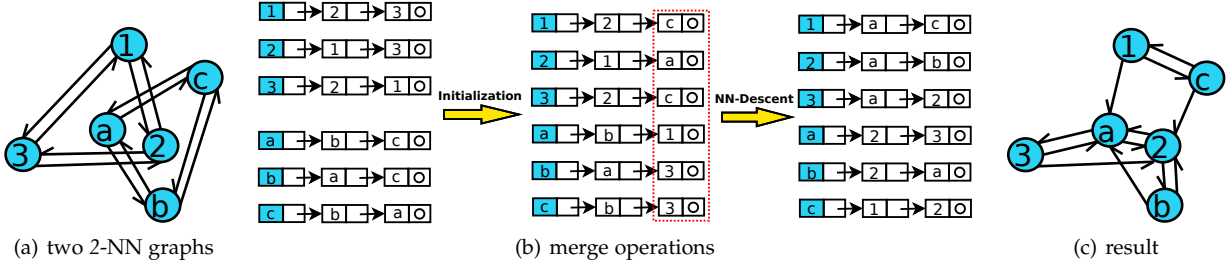 1
c
a
2
3
b
(a) two 2-NN graphs
1 2 3
2 1 3
3 2 1
a b c
b a c
c b a
Initialization
1 2 c
2 1 a
3 2 c
a b 1
b a 3
c b 3
NN-Descent
1 a c
2 a b
3 a 2
a 2 3
b 2 a
c 1 2
(b) merge operations
1
c
a
2
3
b
(c) result